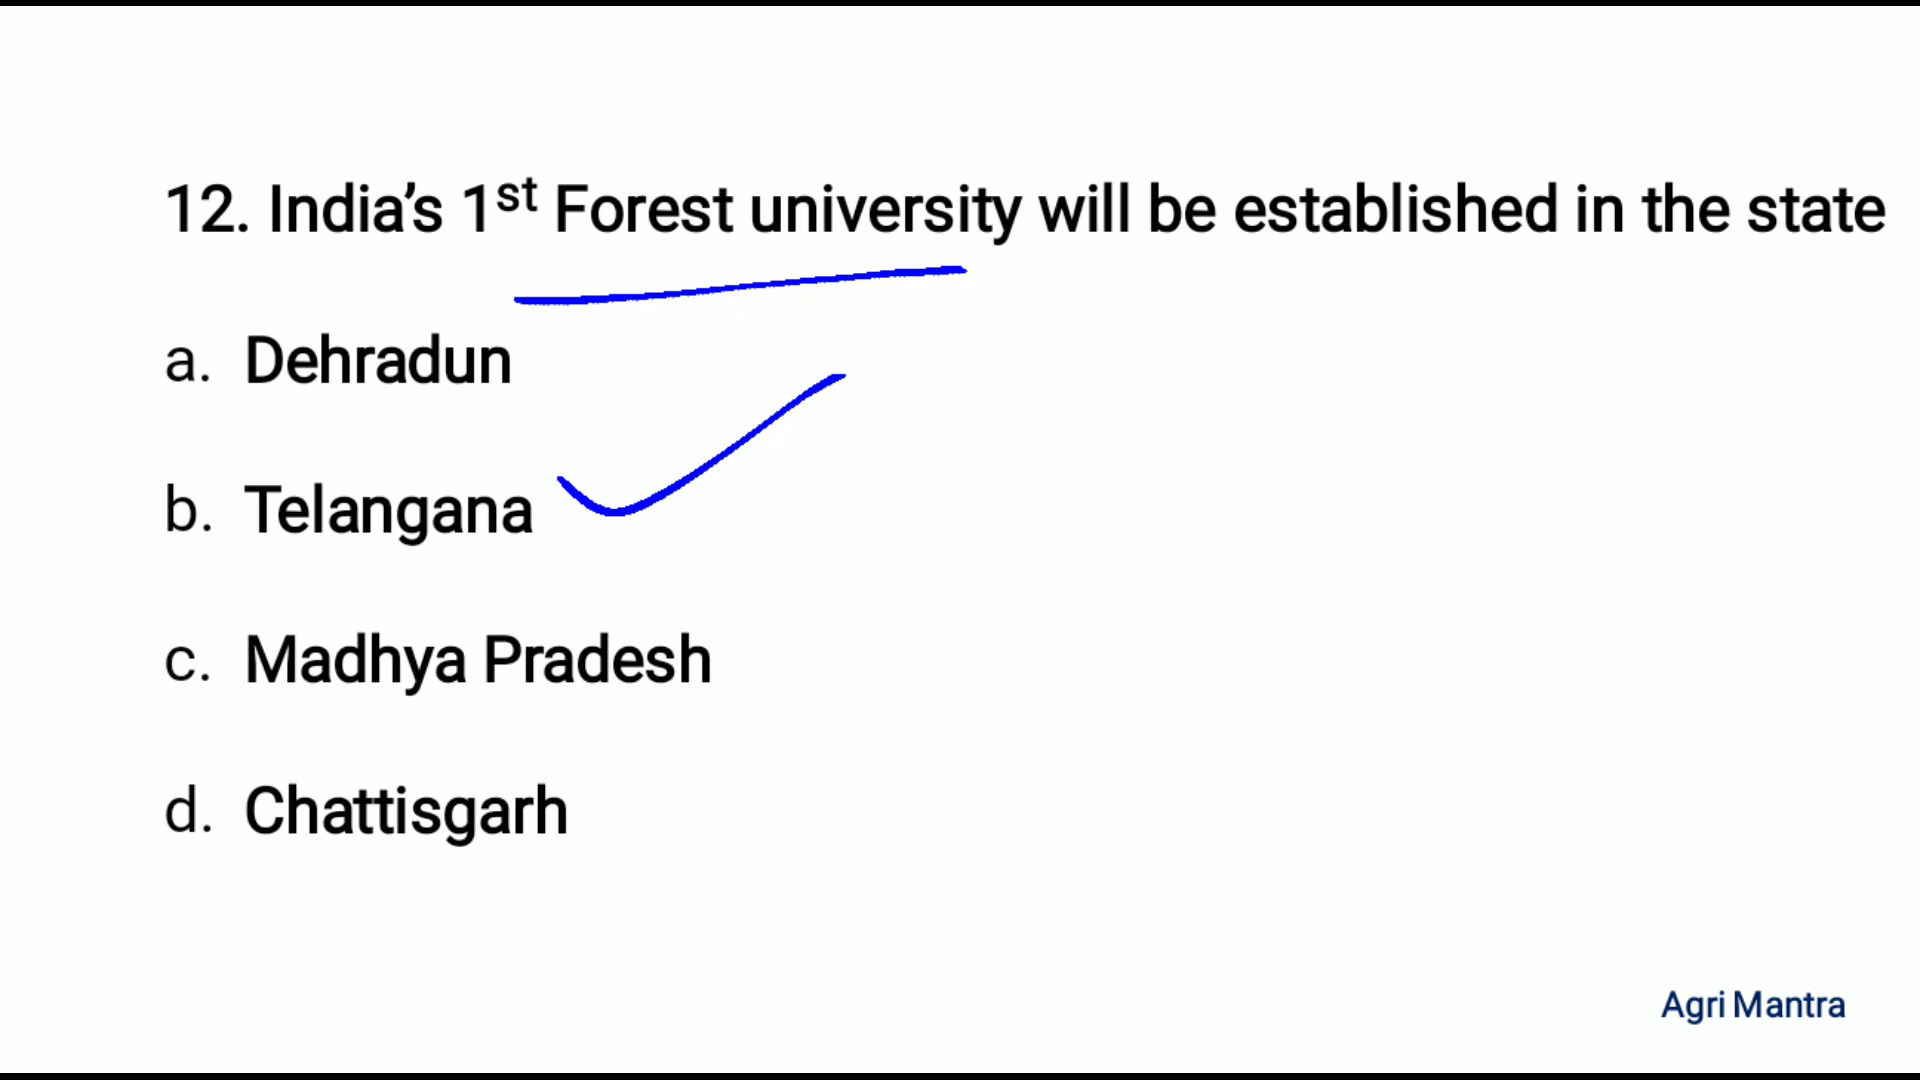 12. India’s 1st Forest university will be established in the state
a. Dehradun
b. Telangana
c. Madhya Pradesh
d. Chattisgarh
Agri Mantra